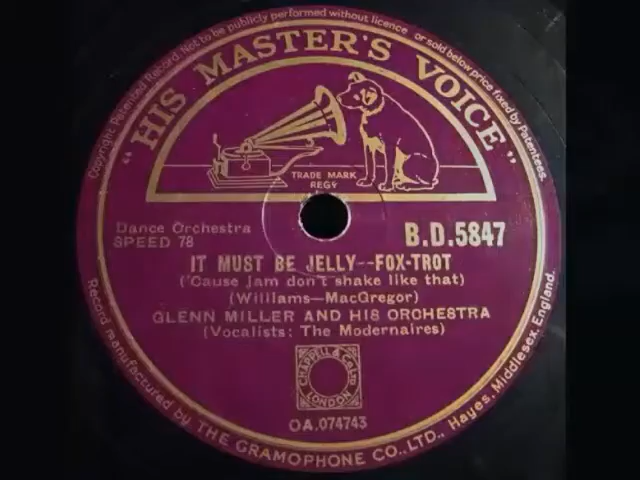 Copyright Patented Record. Not to be publicly performed without licence or sold below price fixed by Patentees.
"HIS MASTER'S VOICE"
TRADE MARK
REGD
Dance Orchestra
SPEED 78
B.D.5847
IT MUST BE JELLY--FOX-TROT
('Cause jam don't shake like that)
(Williams—MacGregor)
GLENN MILLER AND HIS ORCHESTRA
(Vocalists: The Modernaires)
CHAPPELL & CO LTD
LONDON
OA.074743
Record manufactured by THE GRAMOPHONE CO., LTD., Hayes, Middlesex, England.